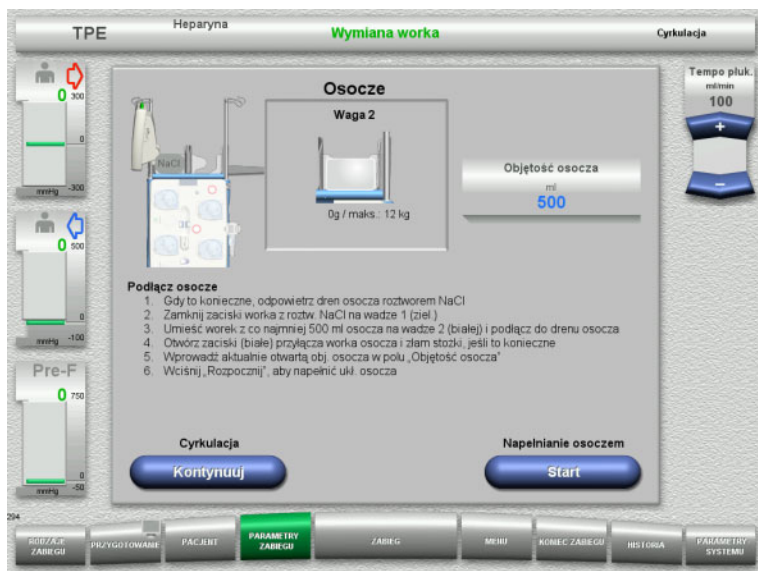 TPE
Heparyna
Wymiana worka
Cyrkulacja
0
300
0
mmHg
-300
0
500
0
mmHg
-100
Pre-F
0
750
0
mmHg
-50
Osocze
NaCl
Waga 2
0g / maks.: 12 kg
Objętość osocza
ml
500
Tempo płuk.
ml/min
100
+
−
Podłącz osocze
1. Gdy to konieczne, odpowietrz dren osocza roztworem NaCl
2. Zamknij zaciski worka z roztw. NaCl na wadze 1 (ziel.)
3. Umieść worek z co najmniej 500 ml osocza na wadze 2 (białej) i podłącz do drenu osocza
4. Otwórz zaciski (białe) przyłącza worka osocza i złam stożki, jeśli to konieczne
5. Wprowadź aktualnie otwartą obj. osocza w polu „Objętość osocza”
6. Wciśnij „Rozpocznij”, aby napełnić ukł. osocza
Cyrkulacja
Kontynuuj
Napełnianie osoczem
Start
294
RODZAJE ZABIEGU
PRZYGOTOWANIE
PACJENT
PARAMETRY ZABIEGU
ZABIEG
MENU
KONIEC ZABIEGU
HISTORIA
PARAMETRY SYSTEMU